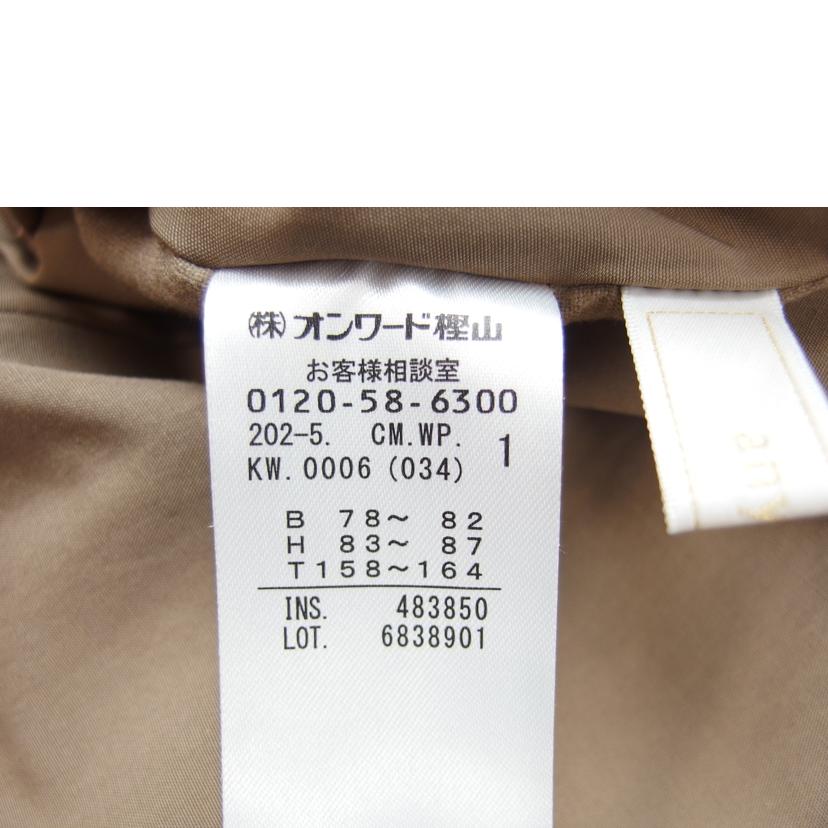 ㈱オンワード樫山
お客様相談室
0120-58-6300
202-5. CM.WP. 1
KW.0006 (034)
B 78～ 82
H 83～ 87
T158～164
INS. 483850
LOT. 6838901
any